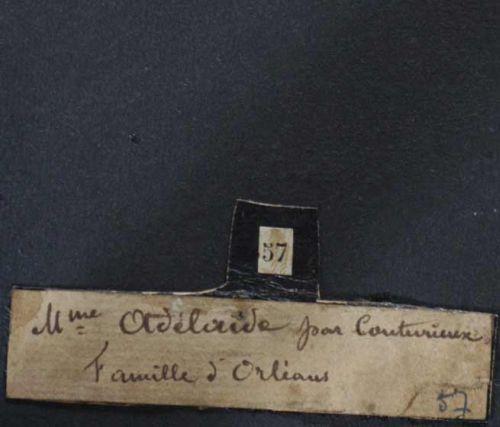 57
Mme Adélaïde par Couturieux
Famille d'Orléans
57